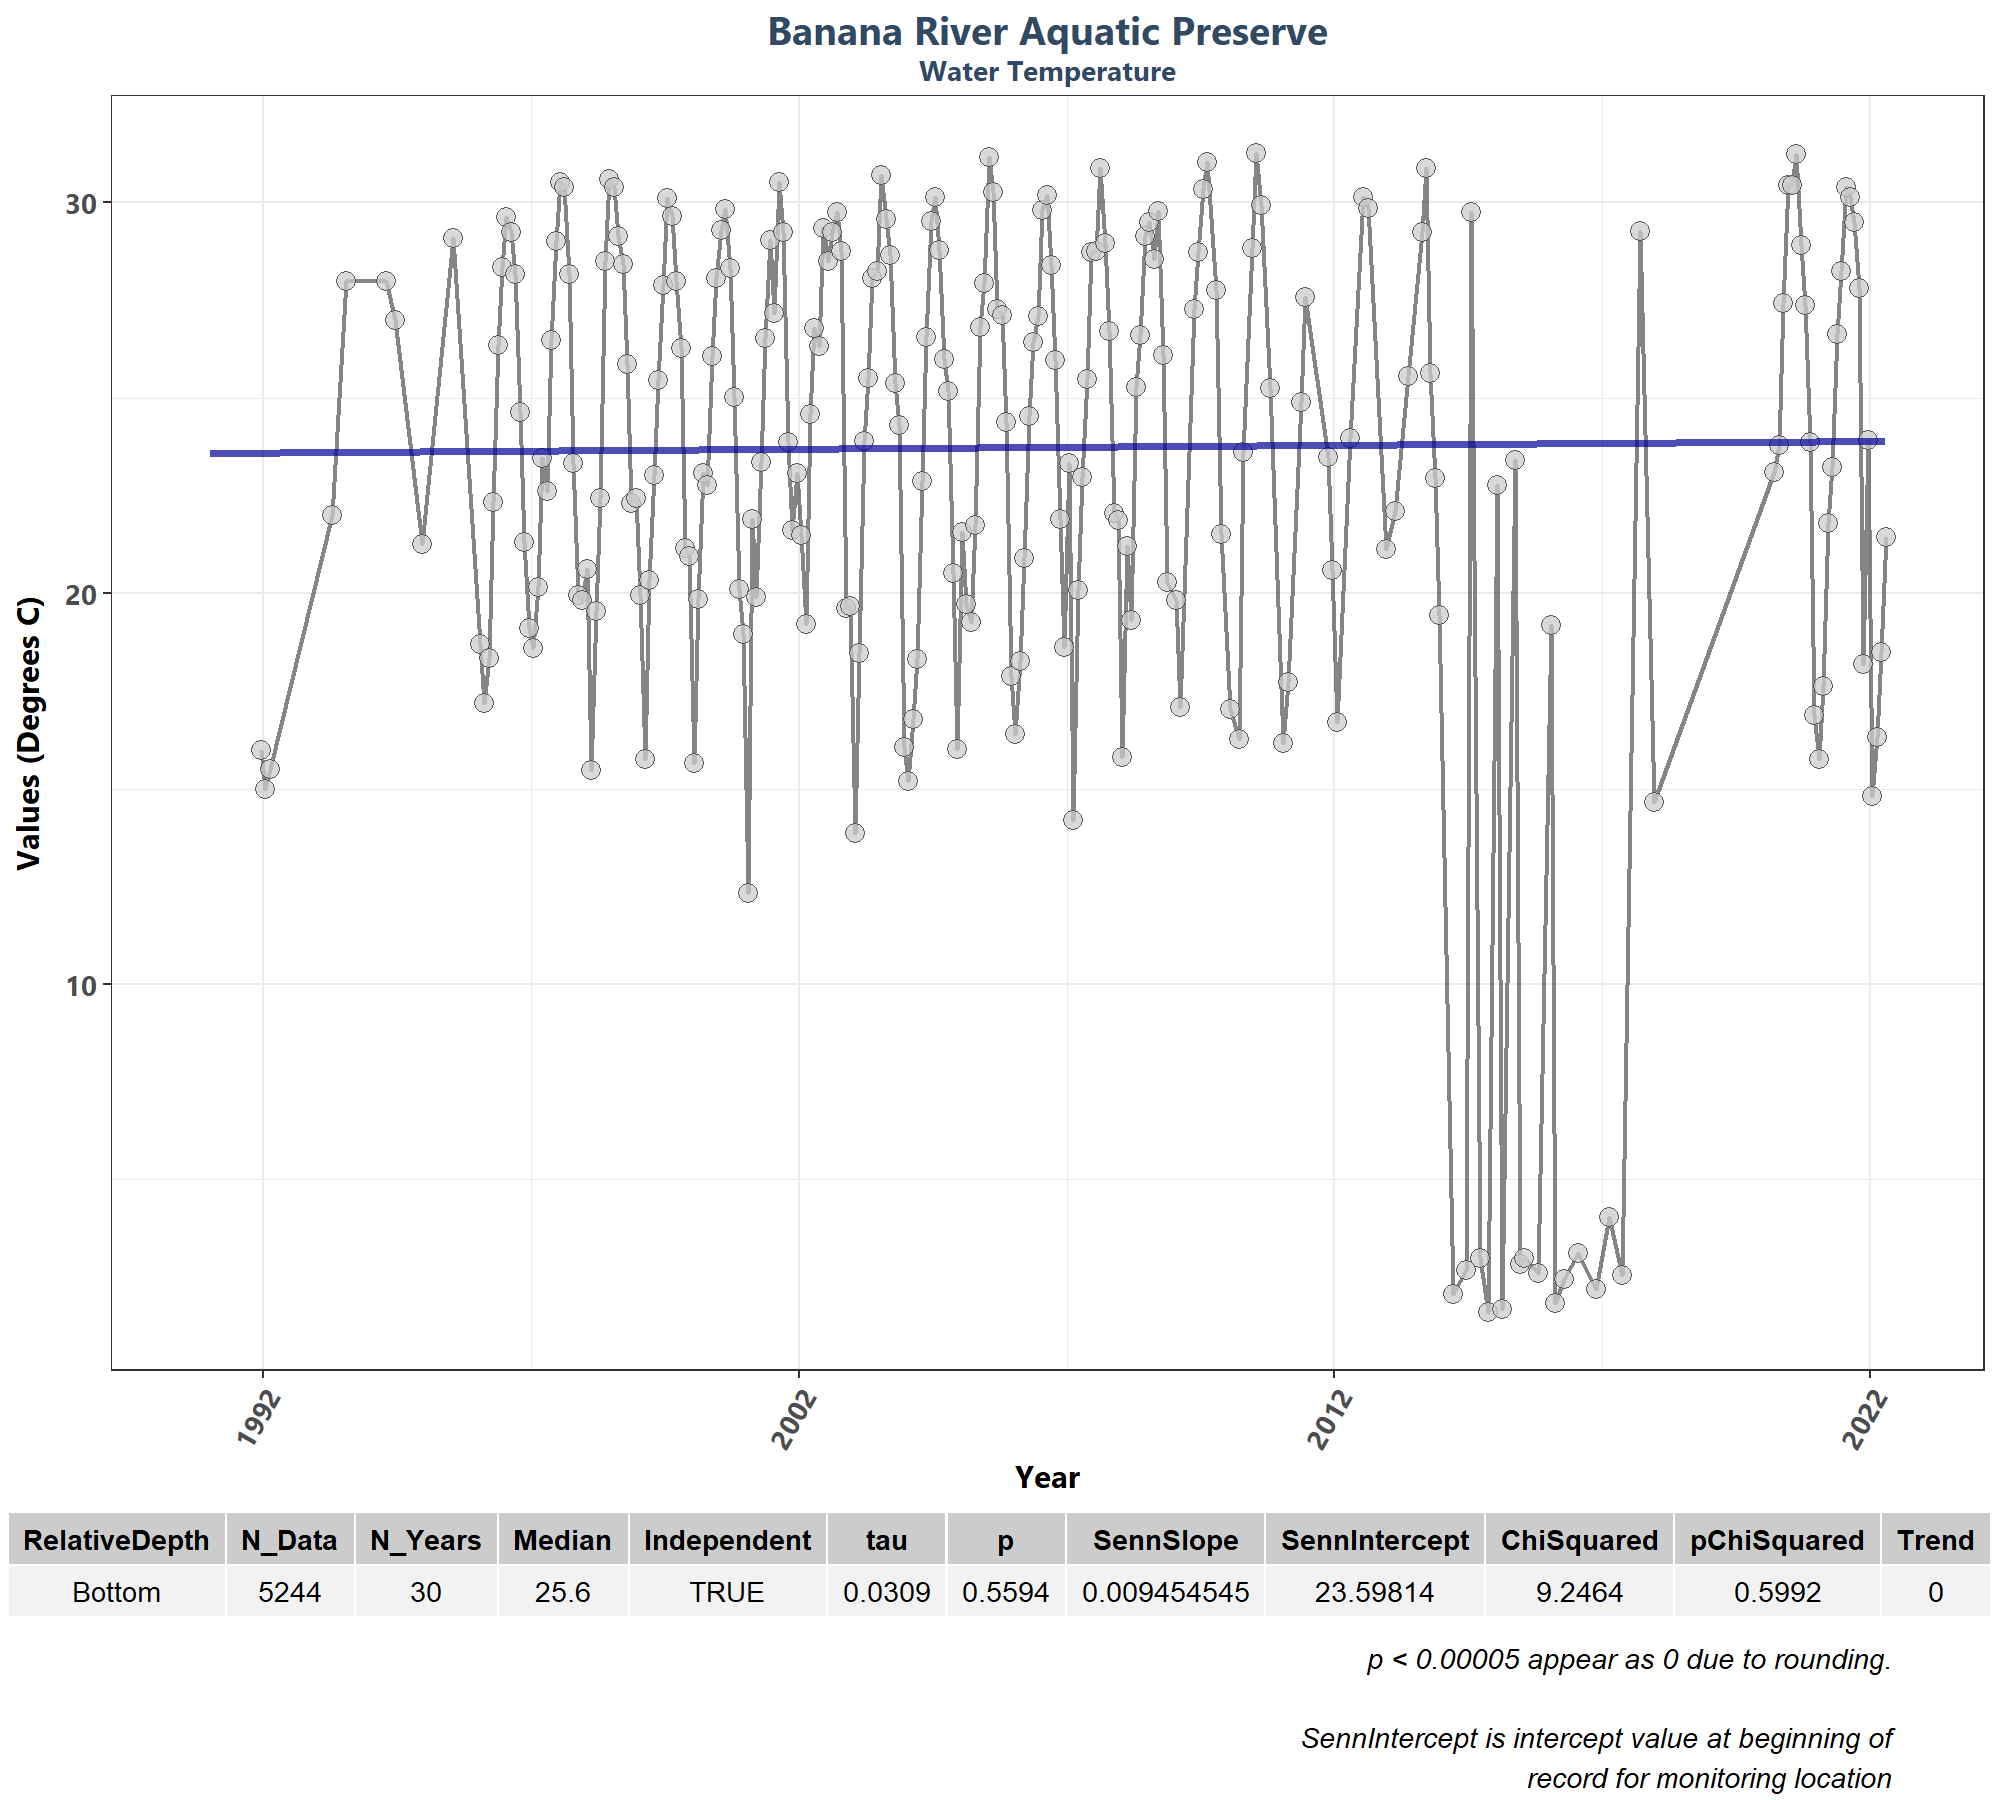 Banana River Aquatic Preserve
Water Temperature
Values (Degrees C)
30
20
10
1992
2002
2012
2022
Year
RelativeDepth N_Data N_Years Median Independent tau p SennSlope SennIntercept ChiSquared pChiSquared Trend
Bottom 5244 30 25.6 TRUE 0.0309 0.5594 0.009454545 23.59814 9.2464 0.5992 0
p < 0.00005 appear as 0 due to rounding.
SennIntercept is intercept value at beginning of
record for monitoring location